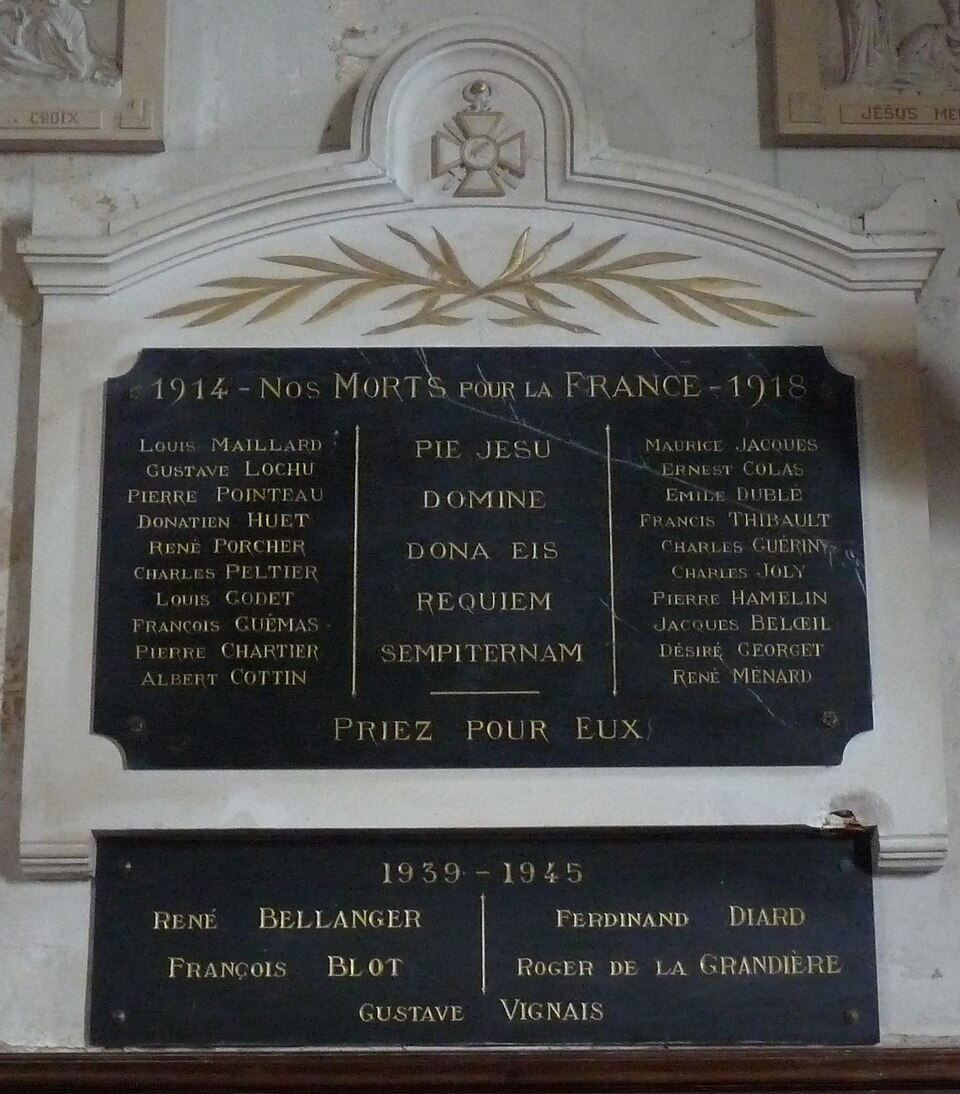 CROIX
JÉSUS
1914 - NOS MORTS POUR LA FRANCE - 1918
LOUIS MAILLARD
GUSTAVE LOCHU
PIERRE POINTEAU
DONATIEN HUET
RENÉ PORCHER
CHARLES PELTIER
LOUIS GODET
FRANÇOIS GUÉMAS
PIERRE CHARTIER
ALBERT COTTIN
PIE JESU
DOMINE
DONA EIS
REQUIEM
SEMPITERNAM
MAURICE JACQUES
ERNEST COLAS
EMILE DUBLÉ
FRANCIS THIBAULT
CHARLES GUÉRIN
CHARLES JOLY
PIERRE HAMELIN
JACQUES BELŒIL
DÉSIRÉ GEORGET
RENÉ MÉNARD
PRIEZ POUR EUX
1939 - 1945
RENÉ BELLANGER
FRANÇOIS BLOT
FERDINAND DIARD
ROGER DE LA GRANDIÈRE
GUSTAVE VIGNAIS